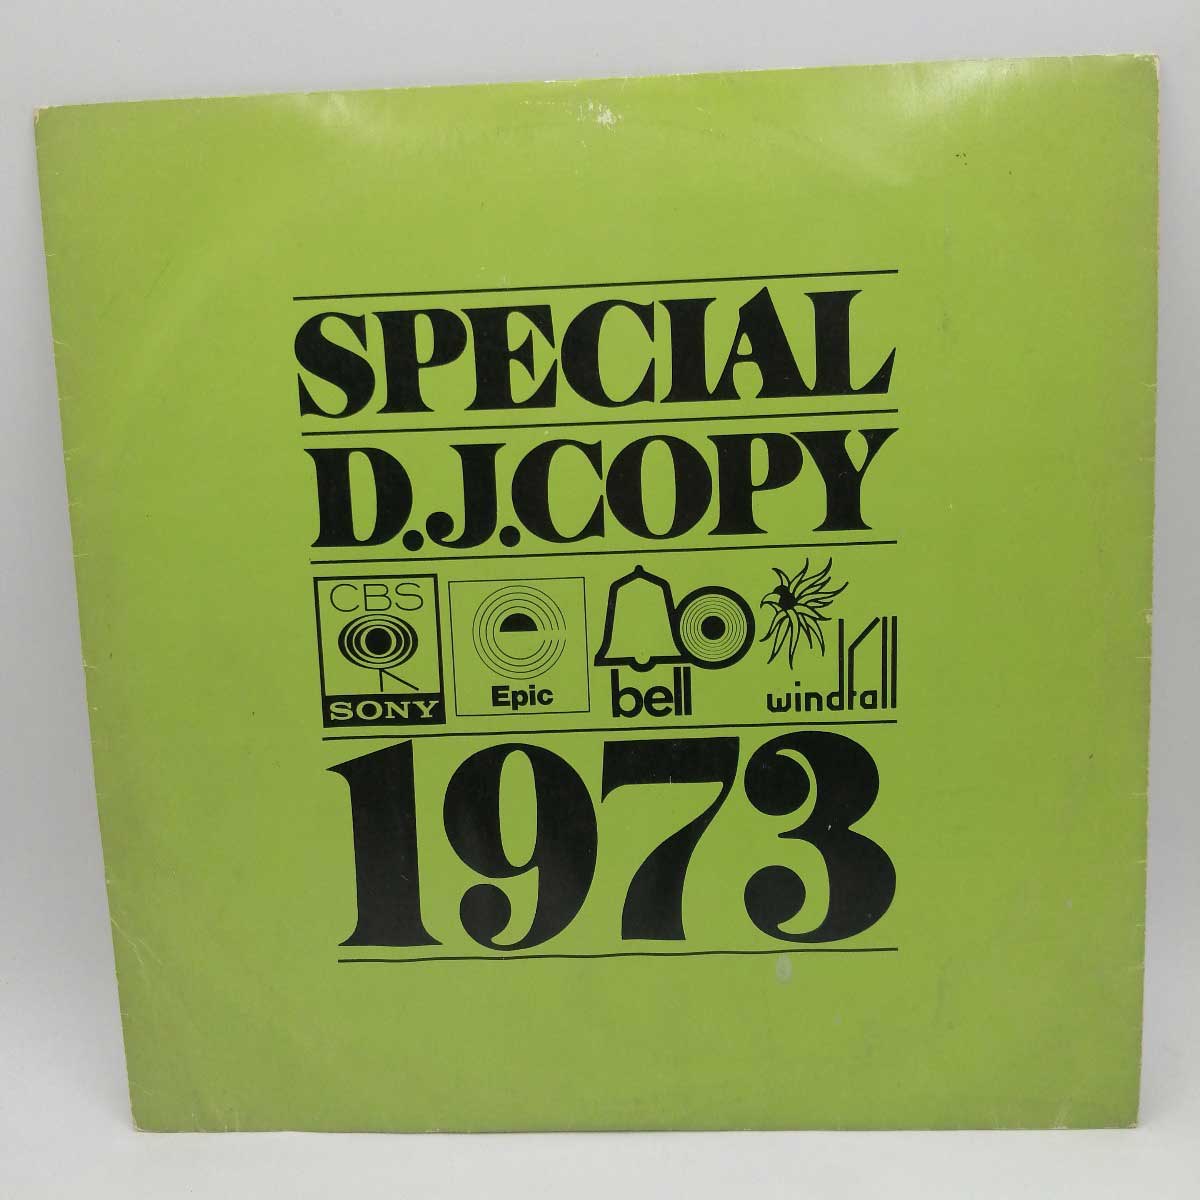 SPECIAL
D.J.COPY
CBS
SONY
Epic
bell
windfall
1973